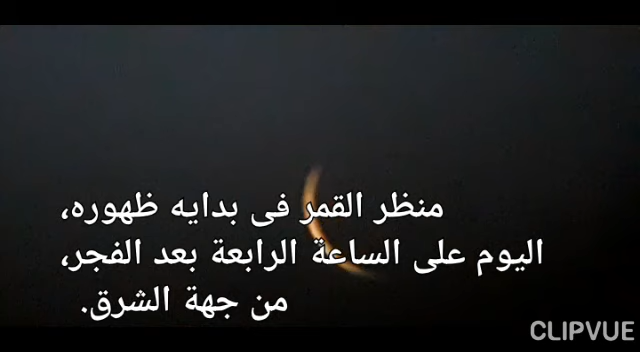 منظر القمر فى بدايه ظهوره،
اليوم على الساعة الرابعة بعد الفجر،
من جهة الشرق.
CLIPVUE